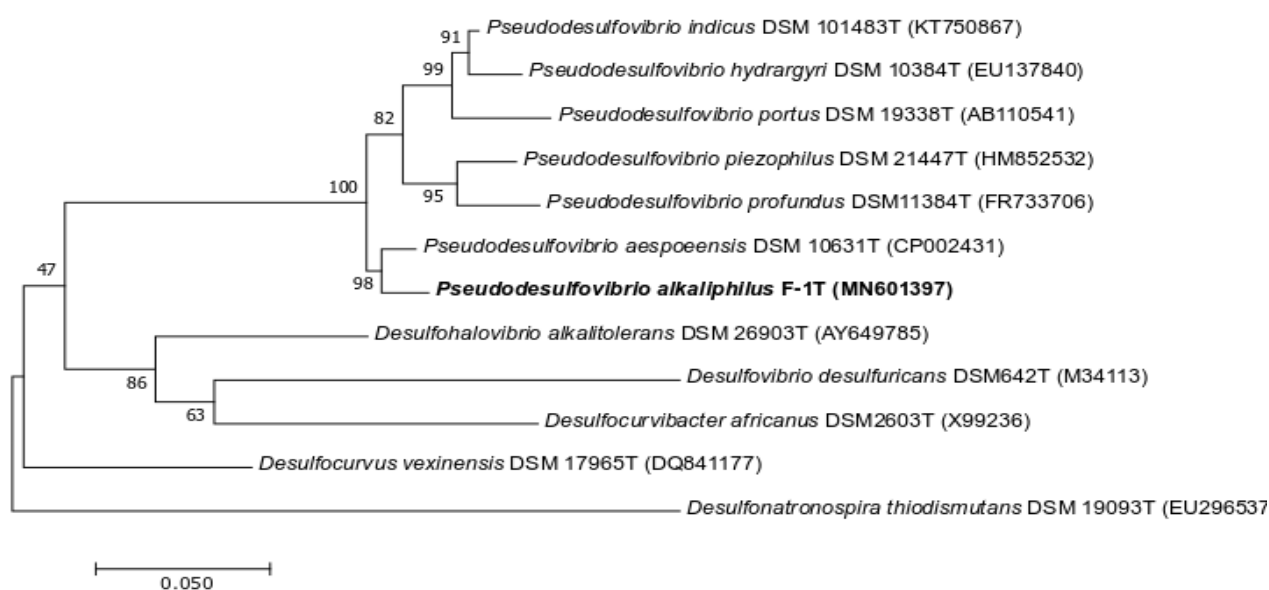 Pseudodesulfovibrio indicus DSM 101483T (KT750867)
91
Pseudodesulfovibrio hydrargyri DSM 10384T (EU137840)
99
Pseudodesulfovibrio portus DSM 19338T (AB110541)
82
Pseudodesulfovibrio piezophilus DSM 21447T (HM852532)
100
95
Pseudodesulfovibrio profundus DSM11384T (FR733706)
Pseudodesulfovibrio aespoeensis DSM 10631T (CP002431)
47
98
Pseudodesulfovibrio alkaliphilus F-1T (MN601397)
Desulfohalovibrio alkalitolerans DSM 26903T (AY649785)
86
Desulfovibrio desulfuricans DSM642T (M34113)
63
Desulfocurvibacter africanus DSM2603T (X99236)
Desulfocurvus vexinensis DSM 17965T (DQ841177)
Desulfonatronospira thiodismutans DSM 19093T (EU296537
0.050